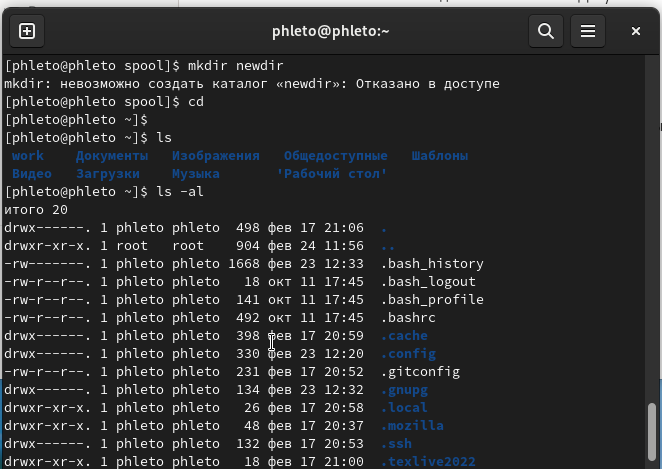 phleto@phleto:~
[phleto@phleto spool]$ mkdir newdir
mkdir: невозможно создать каталог «newdir»: Отказано в доступе
[phleto@phleto spool]$ cd
[phleto@phleto ~]$
[phleto@phleto ~]$ ls
work Документы Изображения Общедоступные Шаблоны
Видео Загрузки Музыка 'Рабочий стол'
[phleto@phleto ~]$ ls -al
итого 20
drwx------. 1 phleto phleto 498 фев 17 21:06 .
drwxr-xr-x. 1 root root 904 фев 24 11:56 ..
-rw-------. 1 phleto phleto 1668 фев 23 12:33 .bash_history
-rw-r--r--. 1 phleto phleto 18 окт 11 17:45 .bash_logout
-rw-r--r--. 1 phleto phleto 141 окт 11 17:45 .bash_profile
-rw-r--r--. 1 phleto phleto 492 окт 11 17:45 .bashrc
drwx------. 1 phleto phleto 398 фев 17 20:59 .cache
drwx------. 1 phleto phleto 330 фев 23 12:20 .config
-rw-r--r--. 1 phleto phleto 231 фев 17 20:52 .gitconfig
drwx------. 1 phleto phleto 134 фев 23 12:32 .gnupg
drwxr-xr-x. 1 phleto phleto 26 фев 17 20:58 .local
drwxr-xr-x. 1 phleto phleto 48 фев 17 20:37 .mozilla
drwx------. 1 phleto phleto 132 фев 17 20:53 .ssh
drwxr-xr-x. 1 phleto phleto 18 фев 17 21:00 .texlive2022